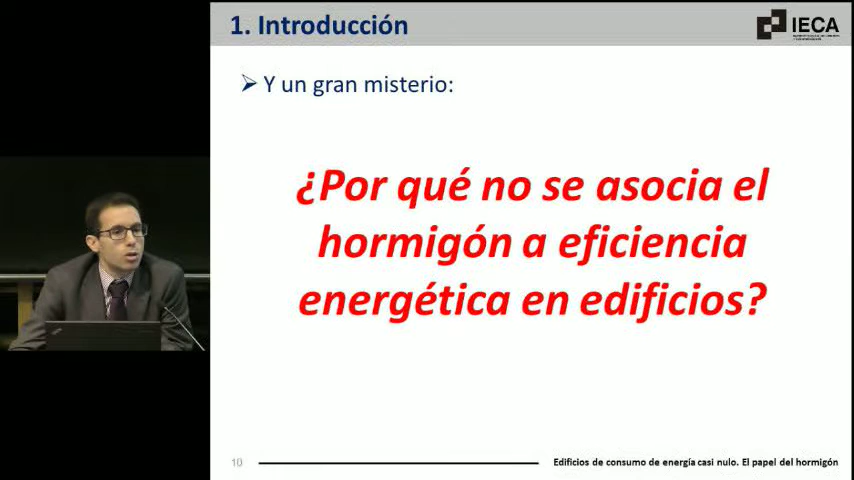 1. Introducción
IECA
Y un gran misterio:
¿Por qué no se asocia el
hormigón a eficiencia
energética en edificios?
10
Edificios de consumo de energía casi nulo. El papel del hormigón